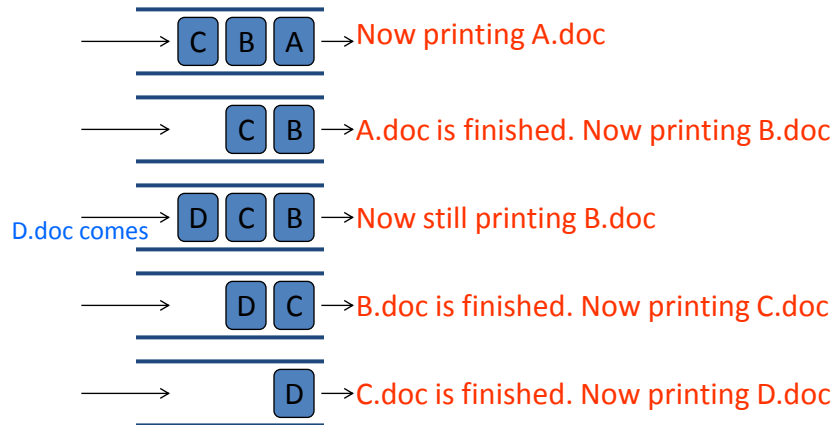 C B A Now printing A.doc
C B A.doc is finished. Now printing B.doc
D C B Now still printing B.doc
D.doc comes
D C B.doc is finished. Now printing C.doc
D C.doc is finished. Now printing D.doc